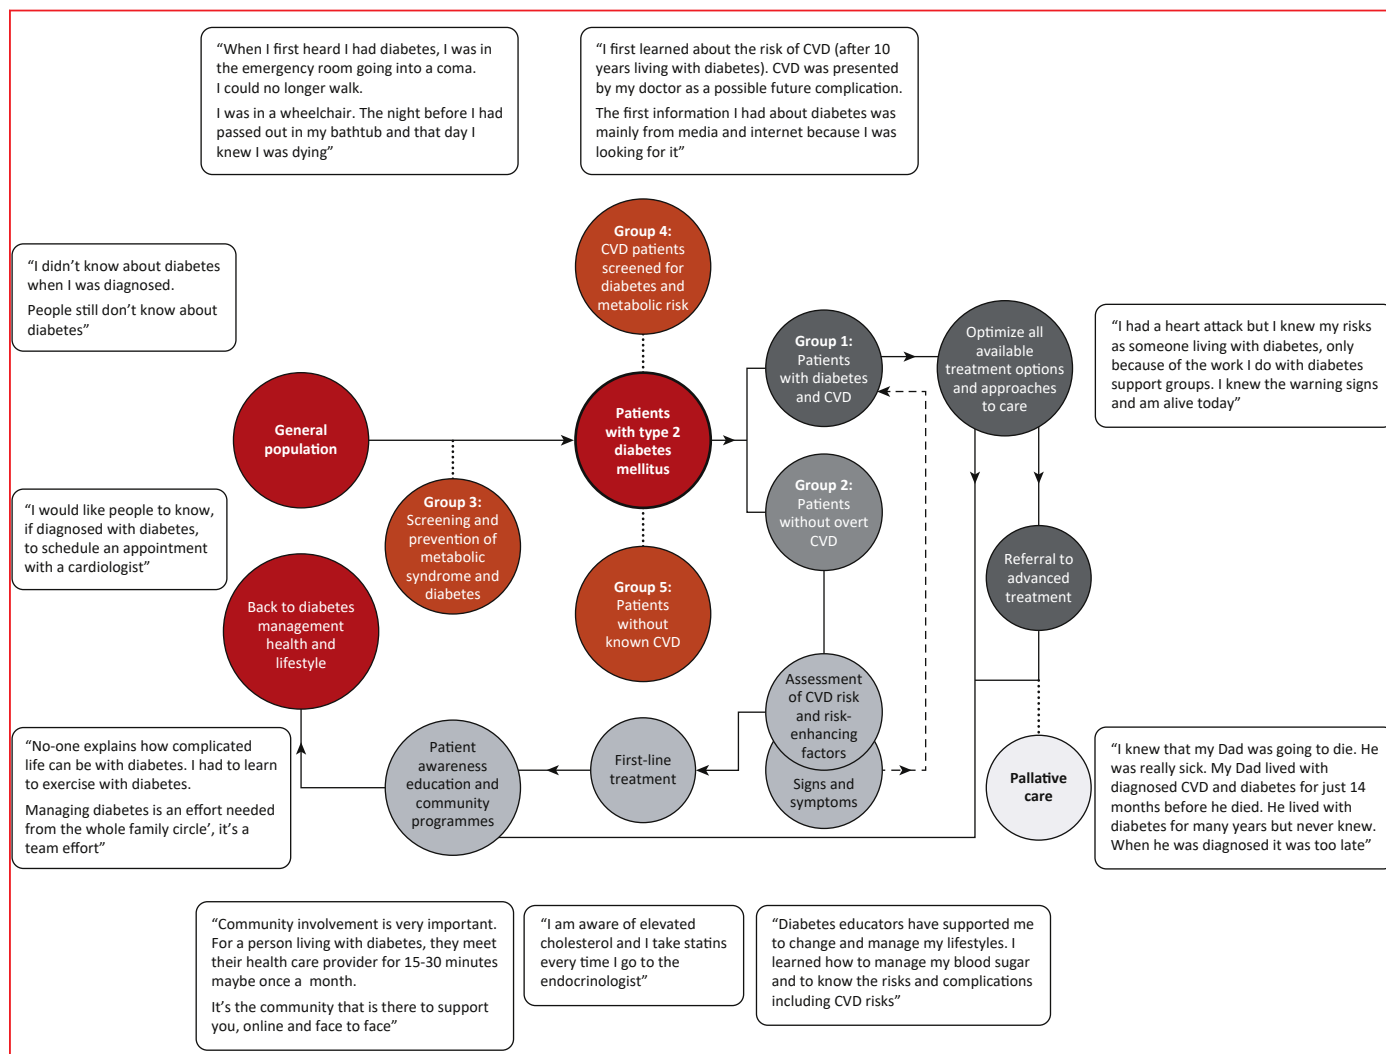 “When I first heard I had diabetes, I was in
the emergency room going into a coma.
I could no longer walk.
I was in a wheelchair. The night before I had
passed out in my bathtub and that day I
knew I was dying”
“I first learned about the risk of CVD (after 10
years living with diabetes). CVD was presented
by my doctor as a possible future complication.
The first information I had about diabetes was
mainly from media and internet because I was
looking for it”
“I didn’t know about diabetes
when I was diagnosed.
People still don’t know about
diabetes”
Group 4:
CVD patients
screened for
diabetes and
metabolic risk
Group 1:
Patients
with diabetes
and CVD
Optimize all
available
treatment options
and approaches
to care
“I had a heart attack but I knew my risks
as someone living with diabetes, only
because of the work I do with diabetes
support groups. I knew the warning signs
and am alive today”
General
population
Patients
with type 2
diabetes
mellitus
Group 2:
Patients
without overt
CVD
“I would like people to know,
if diagnosed with diabetes,
to schedule an appointment
with a cardiologist”
Group 3:
Screening and
prevention of
metabolic
syndrome and
diabetes
Referral to
advanced
treatment
Back to diabetes
management
health and
lifestyle
Group 5:
Patients
without
known CVD
Assessment
of CVD risk
and risk-
enhancing
factors
Signs and
symptoms
First-line
treatment
Patient
awareness
education and
community
programmes
Pallative
care
“No-one explains how complicated
life can be with diabetes. I had to learn
to exercise with diabetes.
Managing diabetes is an effort needed
from the whole family circle’, it’s a
team effort”
“I knew that my Dad was going to die. He
was really sick. My Dad lived with
diagnosed CVD and diabetes for just 14
months before he died. He lived with
diabetes for many years but never knew.
When he was diagnosed it was too late”
“Community involvement is very important.
For a person living with diabetes, they meet
their health care provider for 15-30 minutes
maybe once a month.
It’s the community that is there to support
you, online and face to face”
“I am aware of elevated
cholesterol and I take statins
every time I go to the
endocrinologist”
“Diabetes educators have supported me
to change and manage my lifestyles. I
learned how to manage my blood sugar
and to know the risks and complications
including CVD risks”